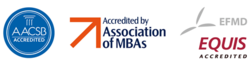 AACSB
ACCREDITED
Accredited by
Association
of MBAs
EFMD
EQUIS
ACCREDITED